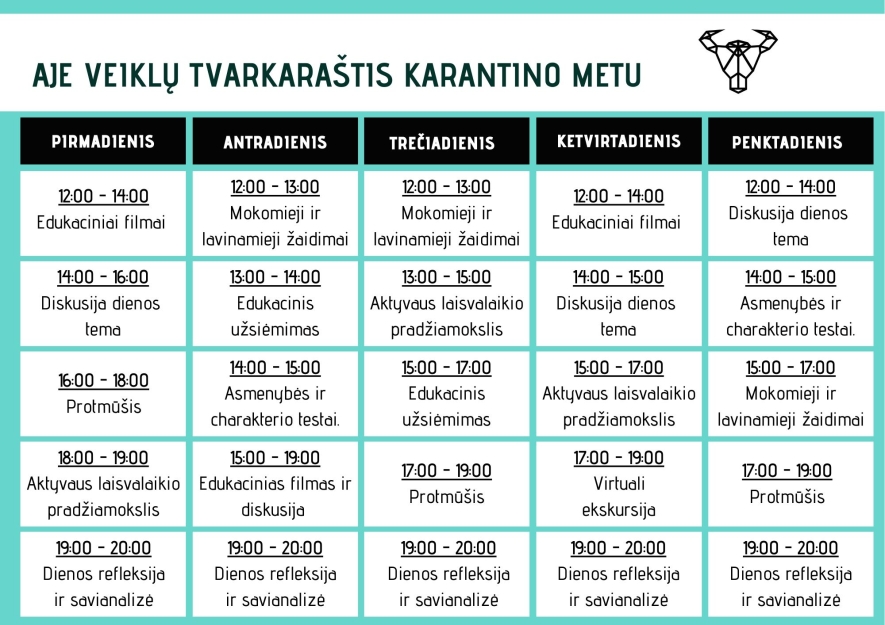 AJE VEIKLŲ TVARKARAŠTIS KARANTINO METU
PIRMADIENIS
ANTRADIENIS
TREČIADIENIS
KETVIRTADIENIS
PENKTADIENIS
12:00 - 14:00
Edukaciniai filmai
12:00 - 13:00
Mokomieji ir
lavinamieji žaidimai
12:00 - 13:00
Mokomieji ir
lavinamieji žaidimai
12:00 - 14:00
Edukaciniai filmai
12:00 - 14:00
Diskusija dienos
tema
14:00 - 16:00
Diskusija dienos
tema
13:00 - 14:00
Edukacinis
užsiėmimas
13:00 - 15:00
Aktyvaus laisvalaikio
pradžiamokslis
14:00 - 15:00
Diskusija dienos
tema
14:00 - 15:00
Asmenybės ir
charakterio testai.
16:00 - 18:00
Protmūšis
14:00 - 15:00
Asmenybės ir
charakterio testai.
15:00 - 17:00
Edukacinis
užsiėmimas
15:00 - 17:00
Aktyvaus laisvalaikio
pradžiamokslis
15:00 - 17:00
Mokomieji ir
lavinamieji žaidimai
18:00 - 19:00
Aktyvaus laisvalaikio
pradžiamokslis
15:00 - 19:00
Edukacinias filmas ir
diskusija
17:00 - 19:00
Protmūšis
17:00 - 19:00
Virtuali
ekskursija
17:00 - 19:00
Protmūšis
19:00 - 20:00
Dienos refleksija
ir savianalizė
19:00 - 20:00
Dienos refleksija
ir savianalizė
19:00 - 20:00
Dienos refleksija
ir savianalizė
19:00 - 20:00
Dienos refleksija
ir savianalizė
19:00 - 20:00
Dienos refleksija
ir savianalizė